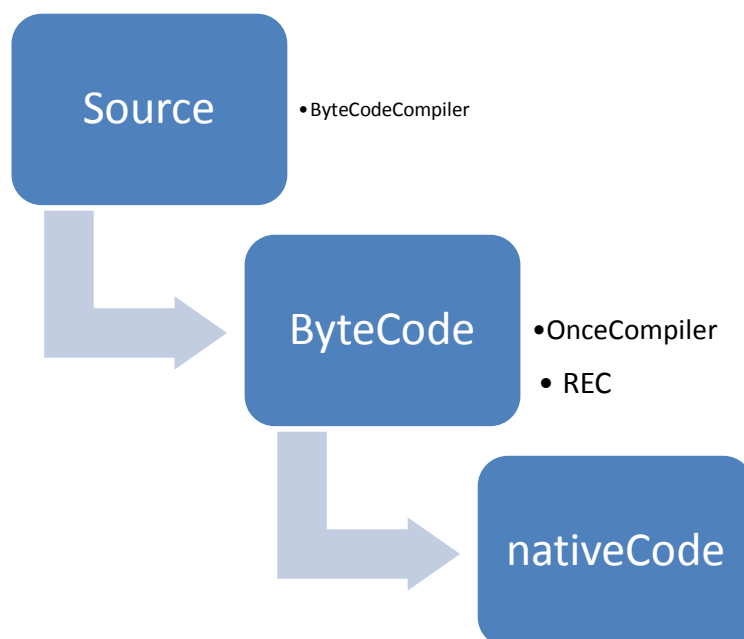 Source
•ByteCodeCompiler
ByteCode
•OnceCompiler
• REC
nativeCode